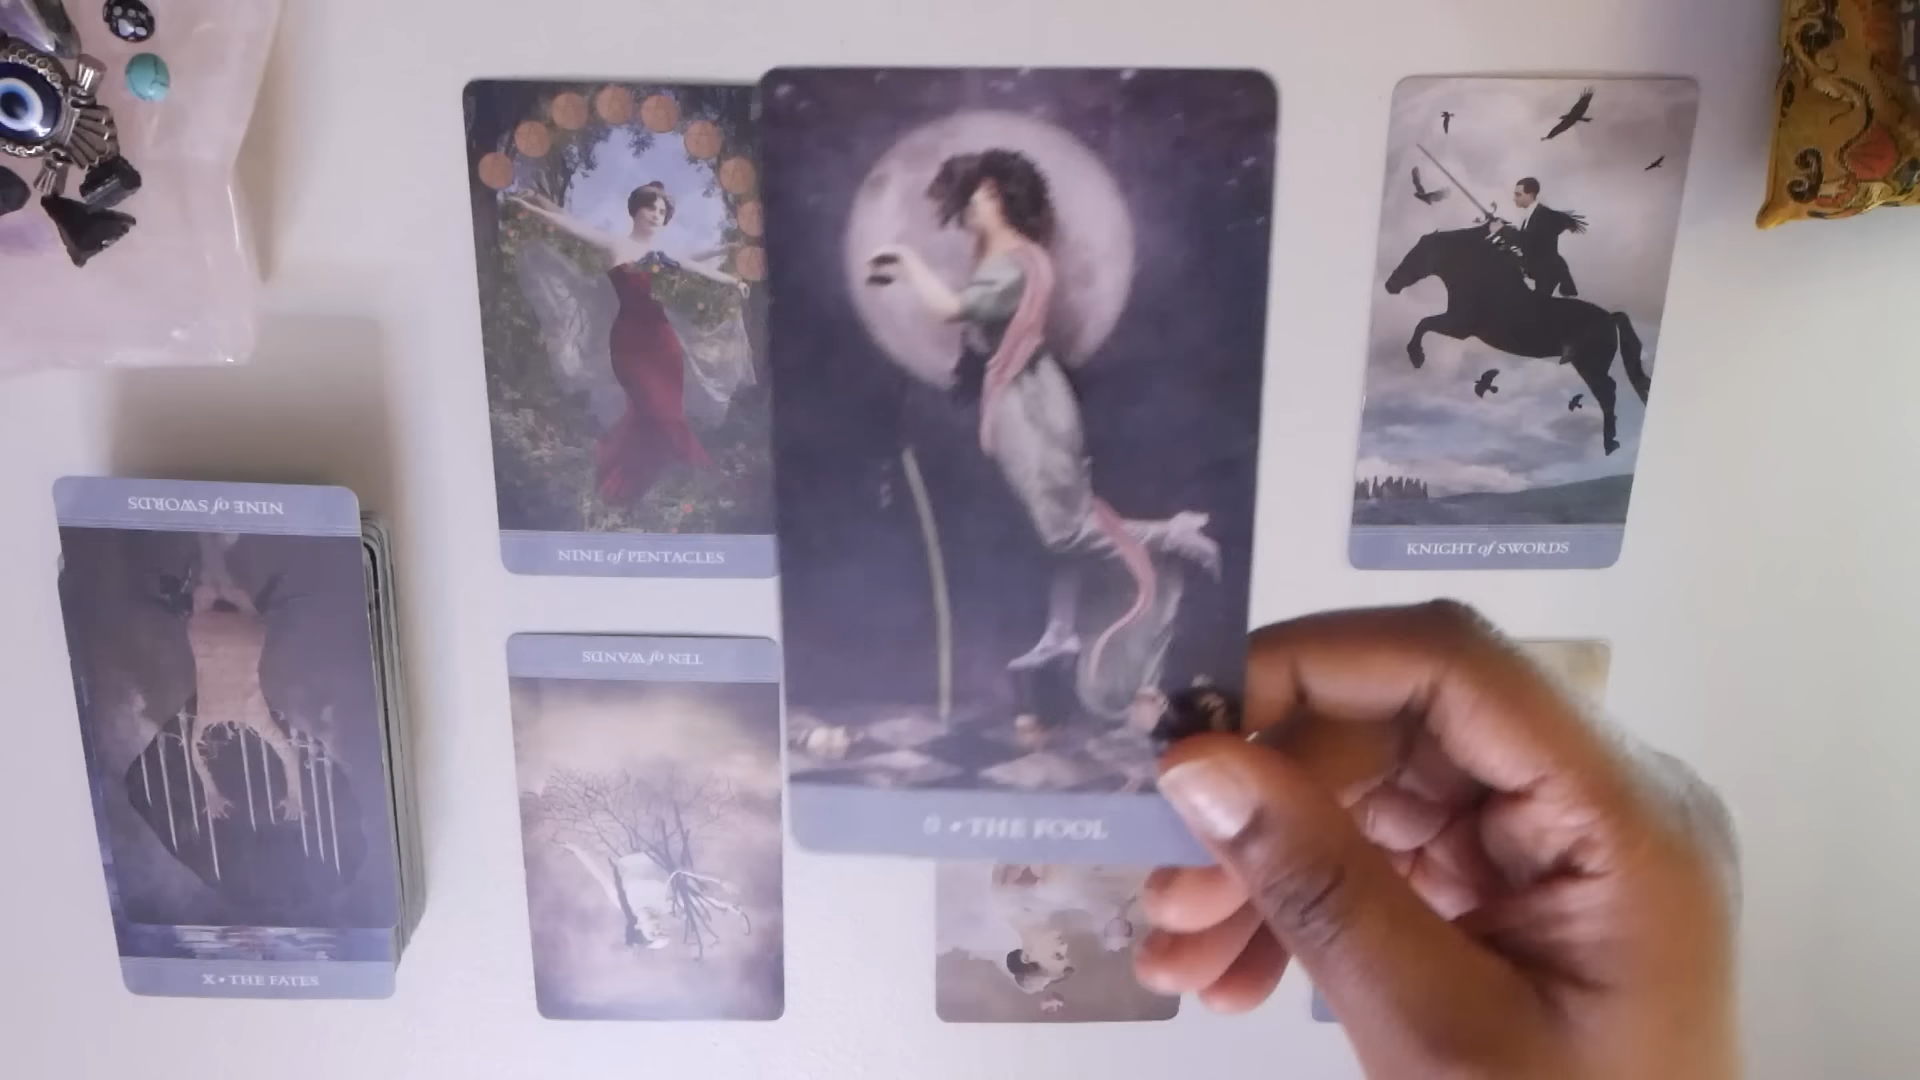 NINE of SWORDS
X • THE FATES
NINE of PENTACLES
TEN of WANDS
0 • THE FOOL
KNIGHT of SWORDS